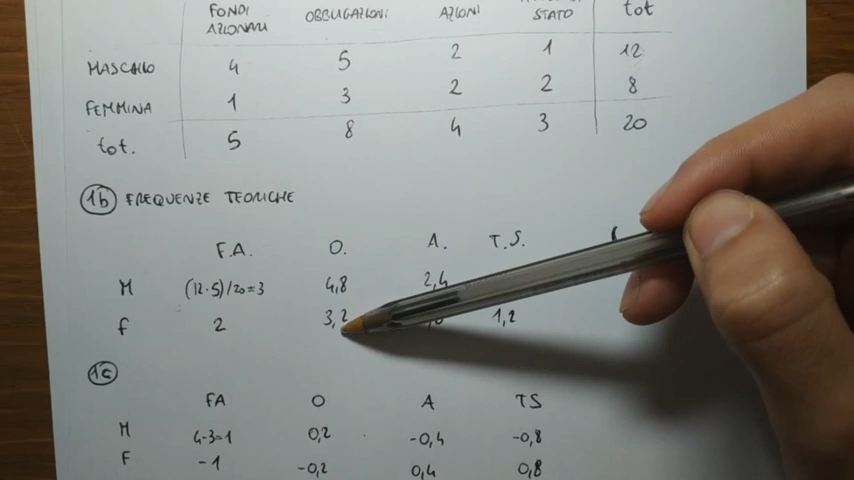 FONDI AZIONARI OBBLIGAZIONI AZIONI STATO tot
MASCHIO 4 5 2 1 12
FEMMINA 1 3 2 2 8
tot. 5 8 4 3 20
1b FREQUENZE TEORICHE
F.A. O. A. T.S.
M (12·5)/20=3 4,8 2,4
F 2 3,2 1,2
1c
FA O A TS
M 4-3=1 0,2 -0,4 -0,8
F -1 -0,2 0,4 0,8